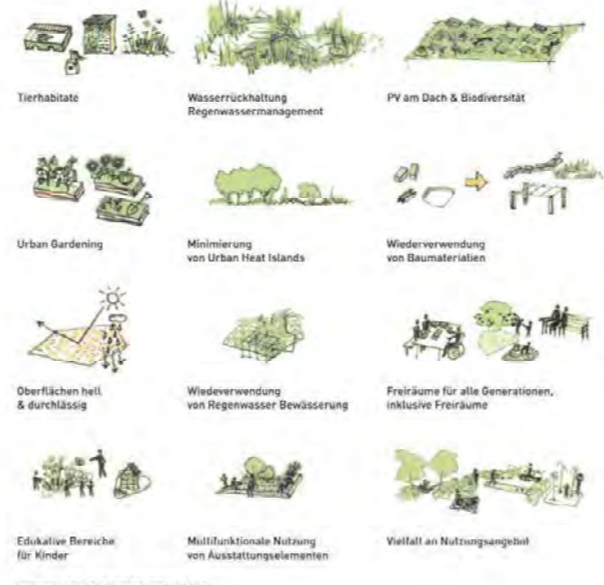 Tierhabitate
Wasserrückhaltung
Regenwassermanagement
PV am Dach & Biodiversität
Urban Gardening
Minimierung
von Urban Heat Islands
Wiederverwendung
von Baumaterialien
Oberflächen hell
& durchlässig
Wiedeverwendung
von Regenwasser Bewässerung
Freiräume für alle Generationen,
inklusive Freiräume
Edukative Bereiche
für Kinder
Multifunktionale Nutzung
von Ausstattungselementen
Vielfalt an Nutzungsangebot